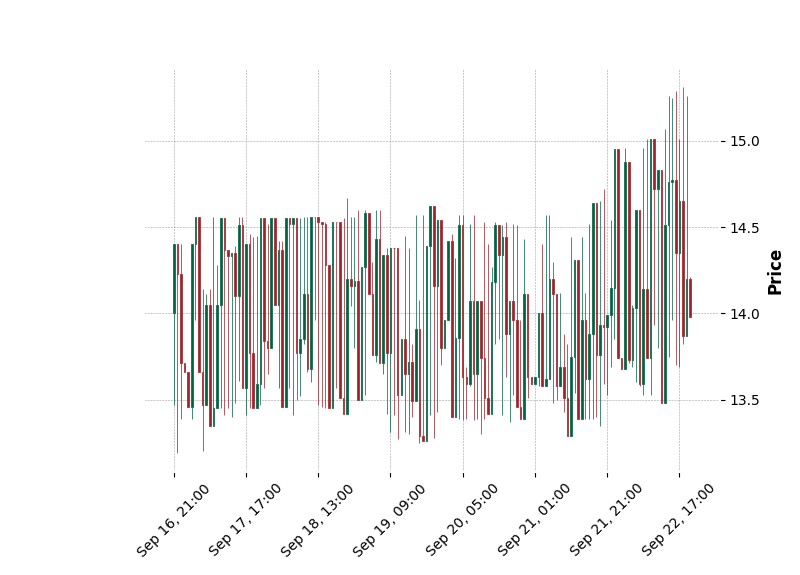 15.0
14.5
14.0
13.5
Price
Sep 16, 21:00
Sep 17, 17:00
Sep 18, 13:00
Sep 19, 09:00
Sep 20, 05:00
Sep 21, 01:00
Sep 21, 21:00
Sep 22, 17:00